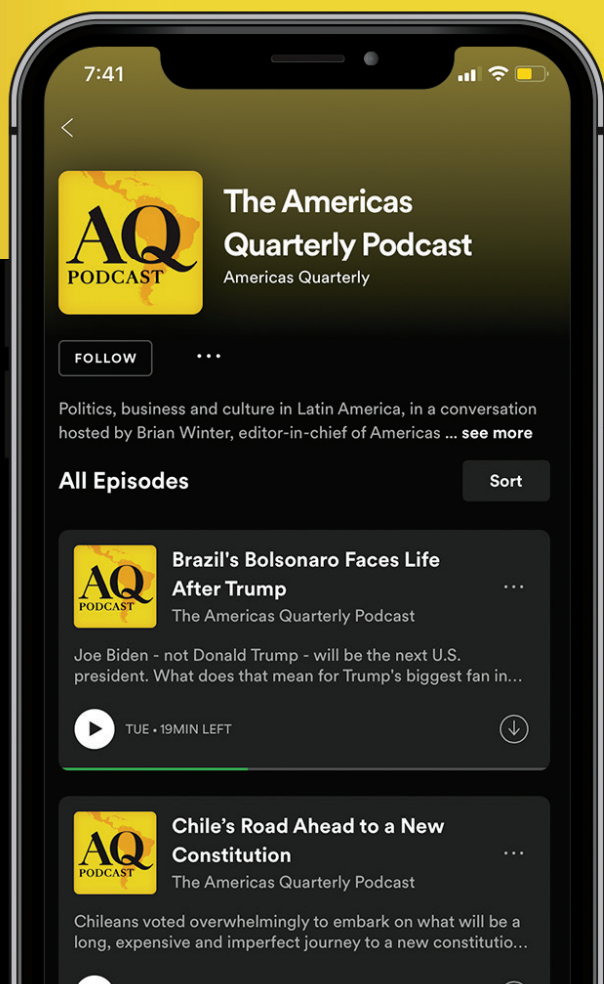 7:41
AQ
PODCAST
The Americas
Quarterly Podcast
Americas Quarterly
FOLLOW
Politics, business and culture in Latin America, in a conversation
hosted by Brian Winter, editor-in-chief of Americas ... see more
All Episodes
Sort
AQ
PODCAST
Brazil's Bolsonaro Faces Life
After Trump
The Americas Quarterly Podcast
Joe Biden - not Donald Trump - will be the next U.S.
president. What does that mean for Trump's biggest fan in...
TUE • 19MIN LEFT
AQ
PODCAST
Chile’s Road Ahead to a New
Constitution
The Americas Quarterly Podcast
Chileans voted overwhelmingly to embark on what will be a
long, expensive and imperfect journey to a new constitutio...